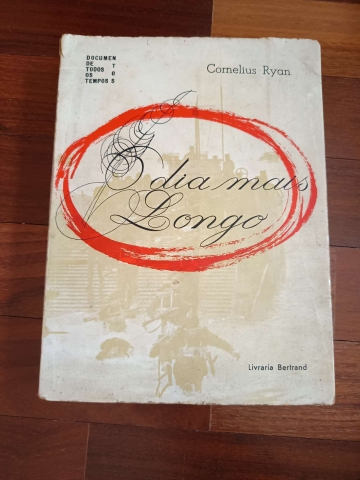 DOCUMEN
DE T
TODOS O
OS S
TEMPOS
Cornelius Ryan
O dia mais
Longo
Livraria Bertrand